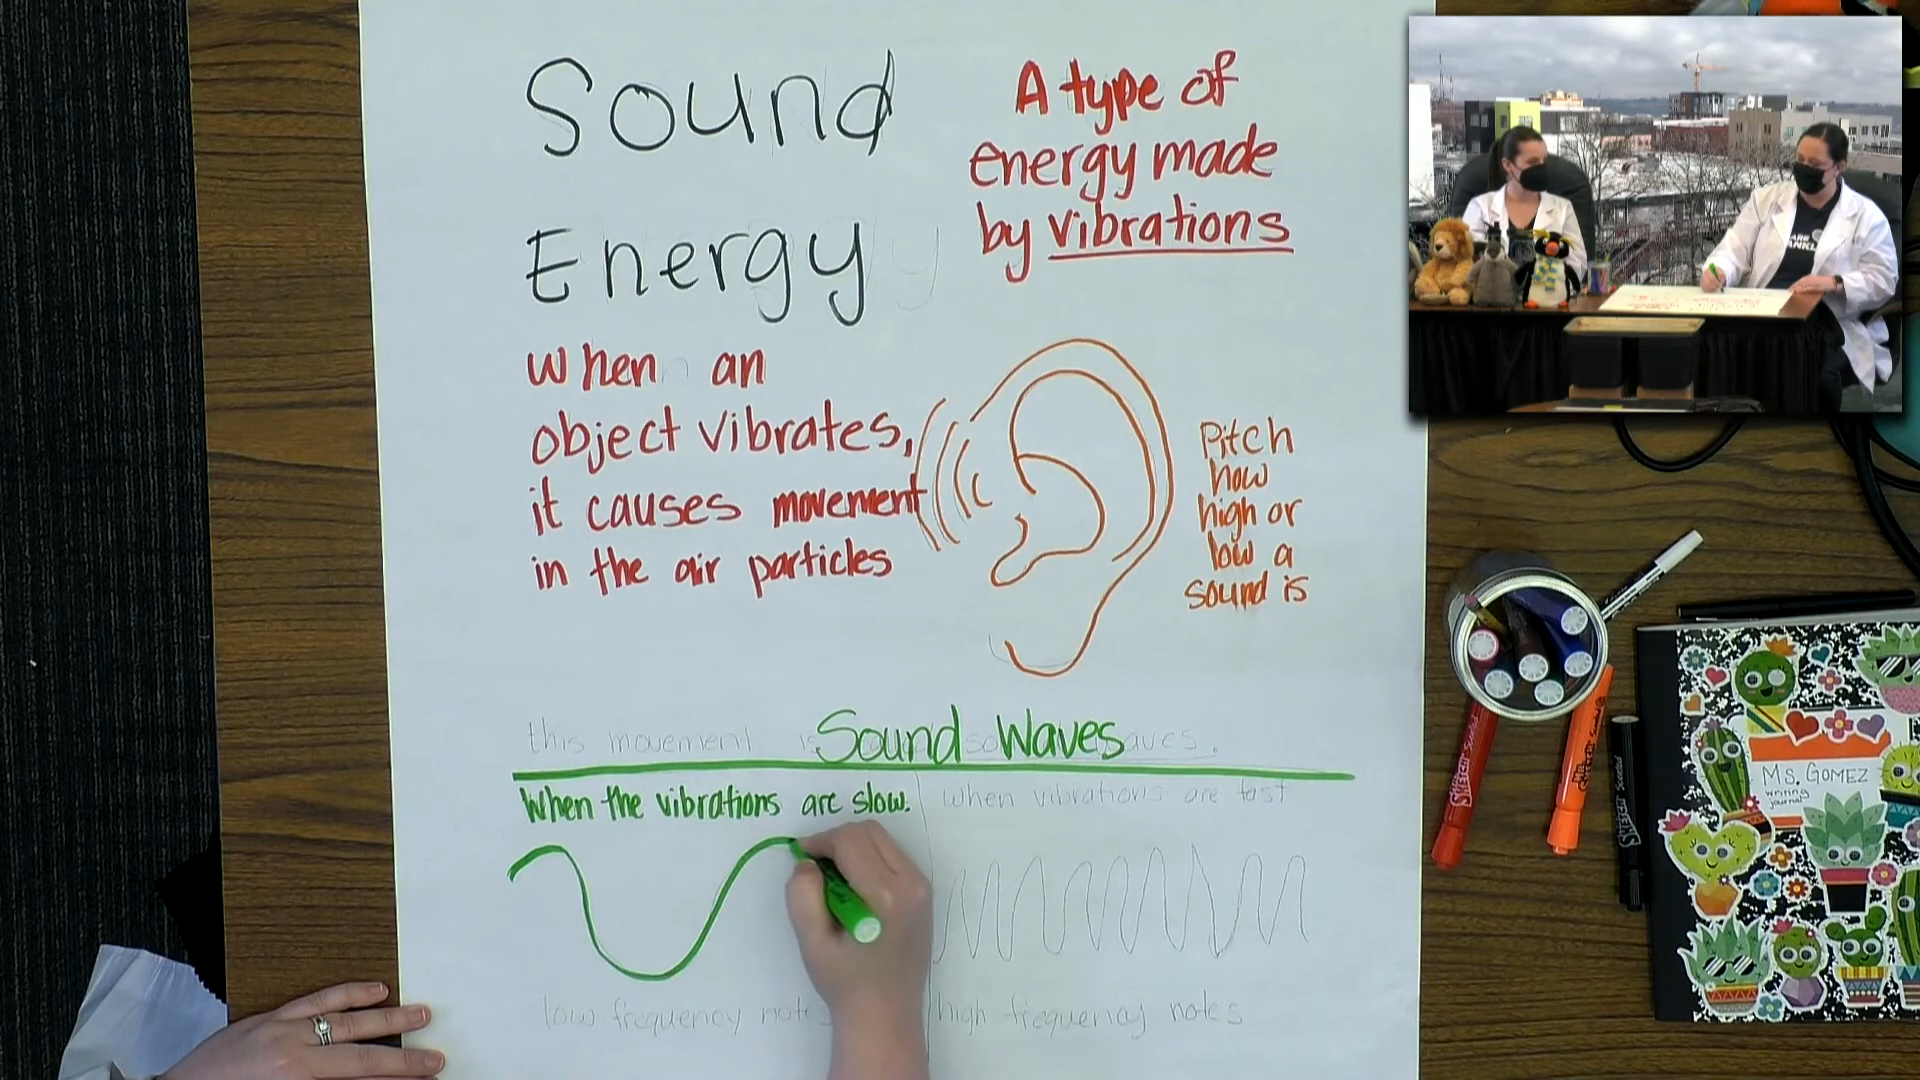 Sound
Energy
A type of
energy made
by vibrations
When an
object vibrates,
it causes movement
in the air particles
Pitch
how
high or
low a
sound is
this movement is
Sound Waves
When the vibrations are slow.
when vibrations are fast
low frequency notes
high frequency notes
Ms. Gomez
writing
journal